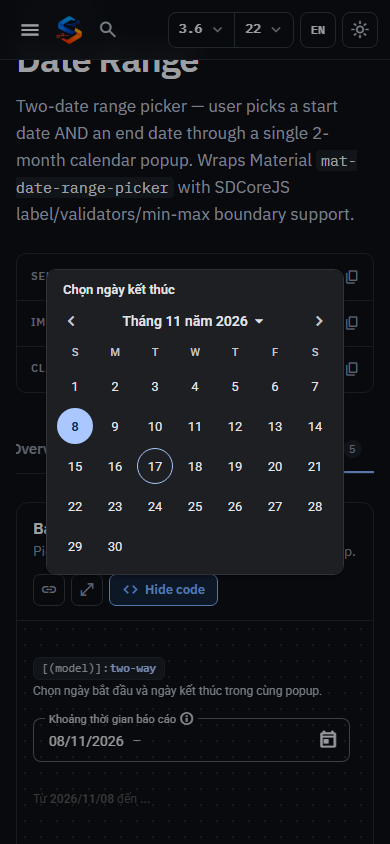 3.6
22
EN
Date Range
Two-date range picker — user picks a start
date AND an end date through a single 2-
month calendar popup. Wraps Material mat-
date-range-picker with SDCoreJS
label/validators/min-max boundary support.
Chọn ngày kết thúc
Tháng 11 năm 2026
S M T W T F S
1 2 3 4 5 6 7
8 9 10 11 12 13 14
15 16 17 18 19 20 21
22 23 24 25 26 27 28
29 30
5
Hide code
[(model)]:two-way
Chọn ngày bắt đầu và ngày kết thúc trong cùng popup.
Khoảng thời gian báo cáo
08/11/2026 –
Từ 2026/11/08 đến ...